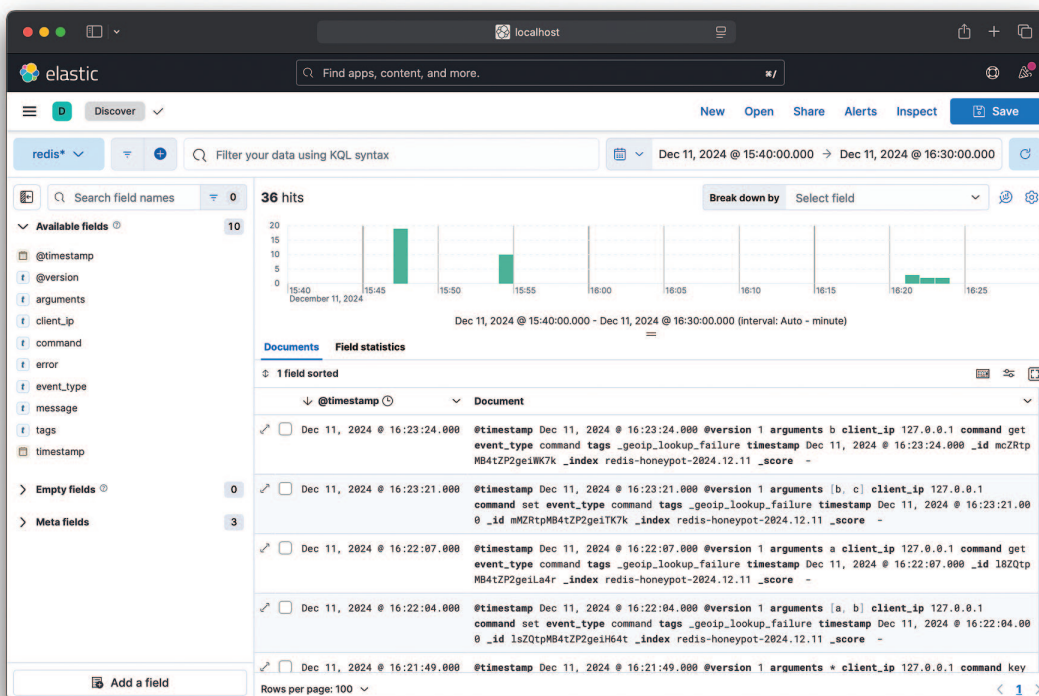 localhost
elastic
Find apps, content, and more.
⌘/
D
Discover
New
Open
Share
Alerts
Inspect
Save
redis*
Filter your data using KQL syntax
Dec 11, 2024 @ 15:40:00.000 → Dec 11, 2024 @ 16:30:00.000
Search field names
0
36 hits
Break down by
Select field
Available fields
10
@timestamp
@version
arguments
client_ip
command
error
event_type
message
tags
timestamp
Empty fields
0
Meta fields
3
Add a field
20
15
10
5
0
15:40
15:45
15:50
15:55
16:00
16:05
16:10
16:15
16:20
16:25
December 11, 2024
Dec 11, 2024 @ 15:40:00.000 - Dec 11, 2024 @ 16:30:00.000 (interval: Auto - minute)
Documents
Field statistics
1 field sorted
@timestamp
Document
Dec 11, 2024 @ 16:23:24.000
@timestamp Dec 11, 2024 @ 16:23:24.000 @version 1 arguments b client_ip 127.0.0.1 command get
event_type command tags _geoip_lookup_failure timestamp Dec 11, 2024 @ 16:23:24.000 _id mcZRtp
MB4tZP2geiWK7k _index redis-honeypot-2024.12.11 _score -
Dec 11, 2024 @ 16:23:21.000
@timestamp Dec 11, 2024 @ 16:23:21.000 @version 1 arguments [b, c] client_ip 127.0.0.1
command set event_type command tags _geoip_lookup_failure timestamp Dec 11, 2024 @ 16:23:21.00
0 _id mMZRtpMB4tZP2geiTK7k _index redis-honeypot-2024.12.11 _score -
Dec 11, 2024 @ 16:22:07.000
@timestamp Dec 11, 2024 @ 16:22:07.000 @version 1 arguments a client_ip 127.0.0.1 command get
event_type command tags _geoip_lookup_failure timestamp Dec 11, 2024 @ 16:22:07.000 _id l8ZQtp
MB4tZP2geiLa4r _index redis-honeypot-2024.12.11 _score -
Dec 11, 2024 @ 16:22:04.000
@timestamp Dec 11, 2024 @ 16:22:04.000 @version 1 arguments [a, b] client_ip 127.0.0.1
command set event_type command tags _geoip_lookup_failure timestamp Dec 11, 2024 @ 16:22:04.00
0 _id lsZQtpMB4tZP2geiH64t _index redis-honeypot-2024.12.11 _score -
Dec 11, 2024 @ 16:21:49.000
@timestamp Dec 11, 2024 @ 16:21:49.000 @version 1 arguments * client_ip 127.0.0.1 command key
Rows per page: 100
1